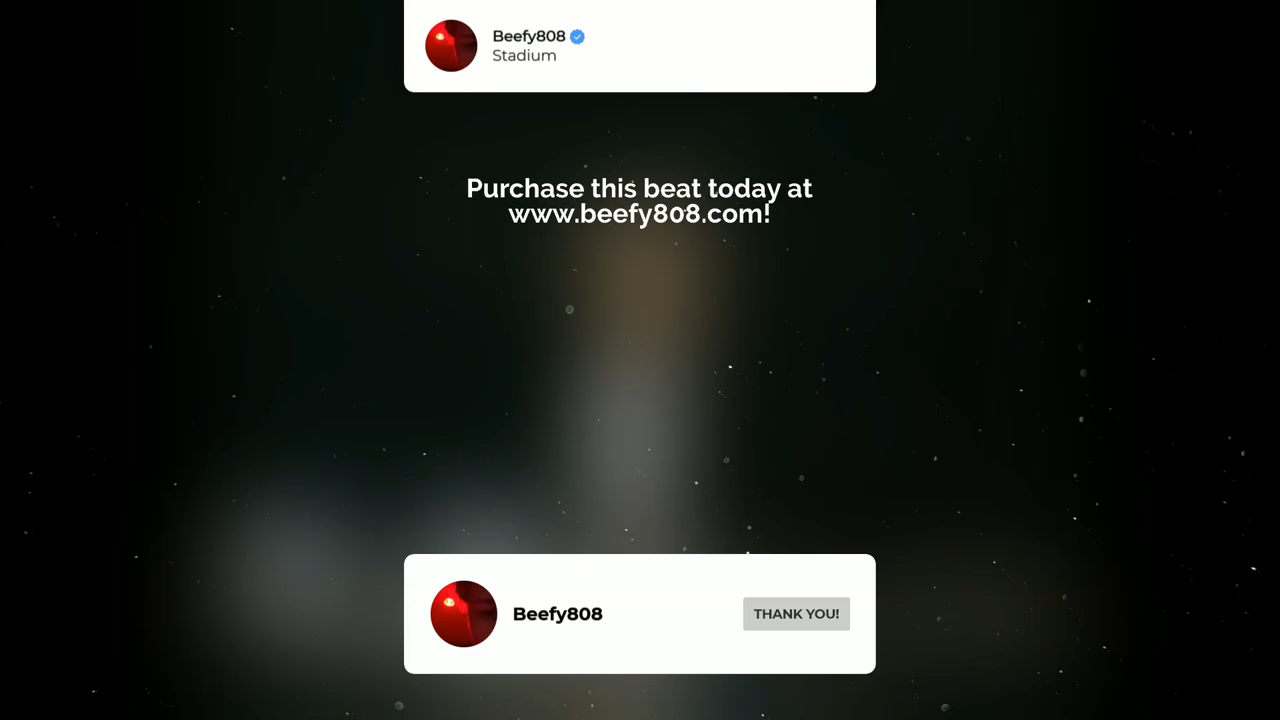 Beefy808
Stadium
Purchase this beat today at
www.beefy808.com!
Beefy808
THANK YOU!